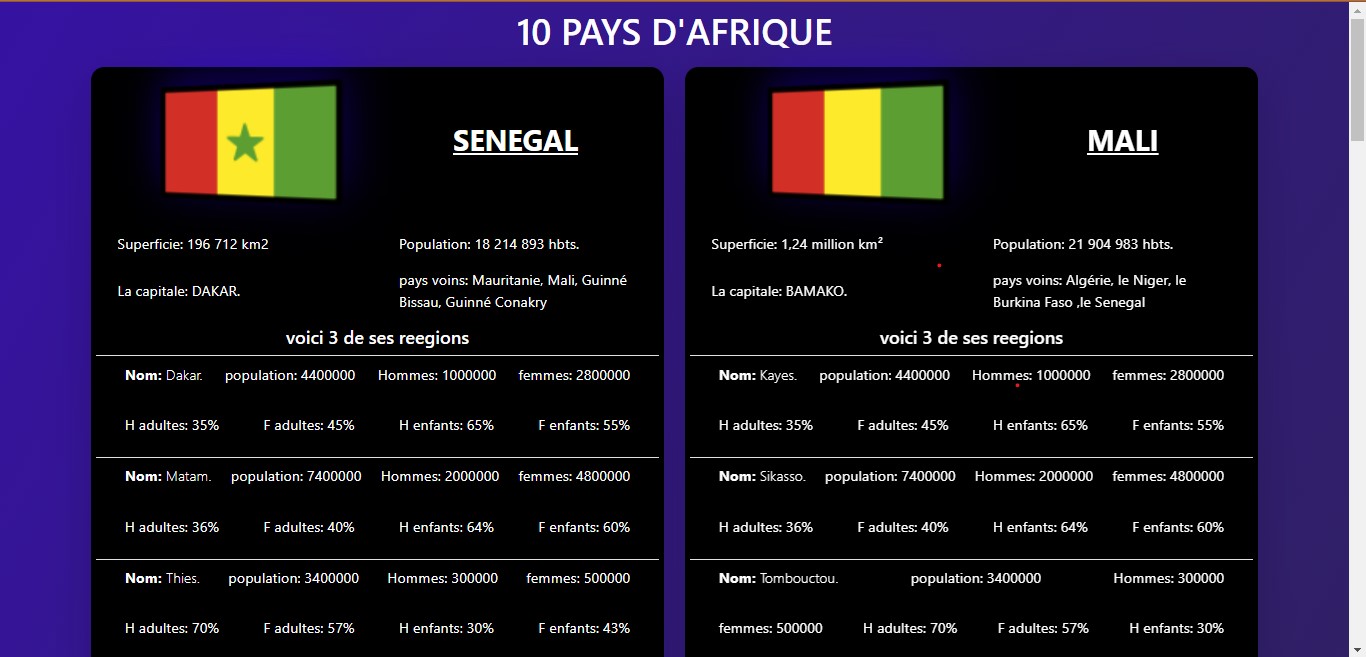 10 PAYS D'AFRIQUE
SENEGAL
Superficie: 196 712 km2
Population: 18 214 893 hbts.
La capitale: DAKAR.
pays voins: Mauritanie, Mali, Guinné
Bissau, Guinné Conakry
voici 3 de ses reegions
Nom: Dakar. population: 4400000 Hommes: 1000000 femmes: 2800000
H adultes: 35% F adultes: 45% H enfants: 65% F enfants: 55%
Nom: Matam. population: 7400000 Hommes: 2000000 femmes: 4800000
H adultes: 36% F adultes: 40% H enfants: 64% F enfants: 60%
Nom: Thies. population: 3400000 Hommes: 300000 femmes: 500000
H adultes: 70% F adultes: 57% H enfants: 30% F enfants: 43%
MALI
Superficie: 1,24 million km²
Population: 21 904 983 hbts.
La capitale: BAMAKO.
pays voins: Algérie, le Niger, le
Burkina Faso ,le Senegal
voici 3 de ses reegions
Nom: Kayes. population: 4400000 Hommes: 1000000 femmes: 2800000
H adultes: 35% F adultes: 45% H enfants: 65% F enfants: 55%
Nom: Sikasso. population: 7400000 Hommes: 2000000 femmes: 4800000
H adultes: 36% F adultes: 40% H enfants: 64% F enfants: 60%
Nom: Tombouctou. population: 3400000 Hommes: 300000
femmes: 500000 H adultes: 70% F adultes: 57% H enfants: 30%